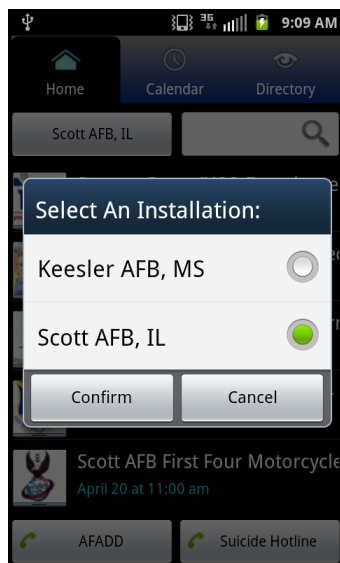 3G 9:09 AM
Home Calendar Directory
Scott AFB, IL
Select An Installation:
Keesler AFB, MS
Scott AFB, IL
Confirm Cancel
Scott AFB First Four Motorcycle
April 20 at 11:00 am
AFADD Suicide Hotline